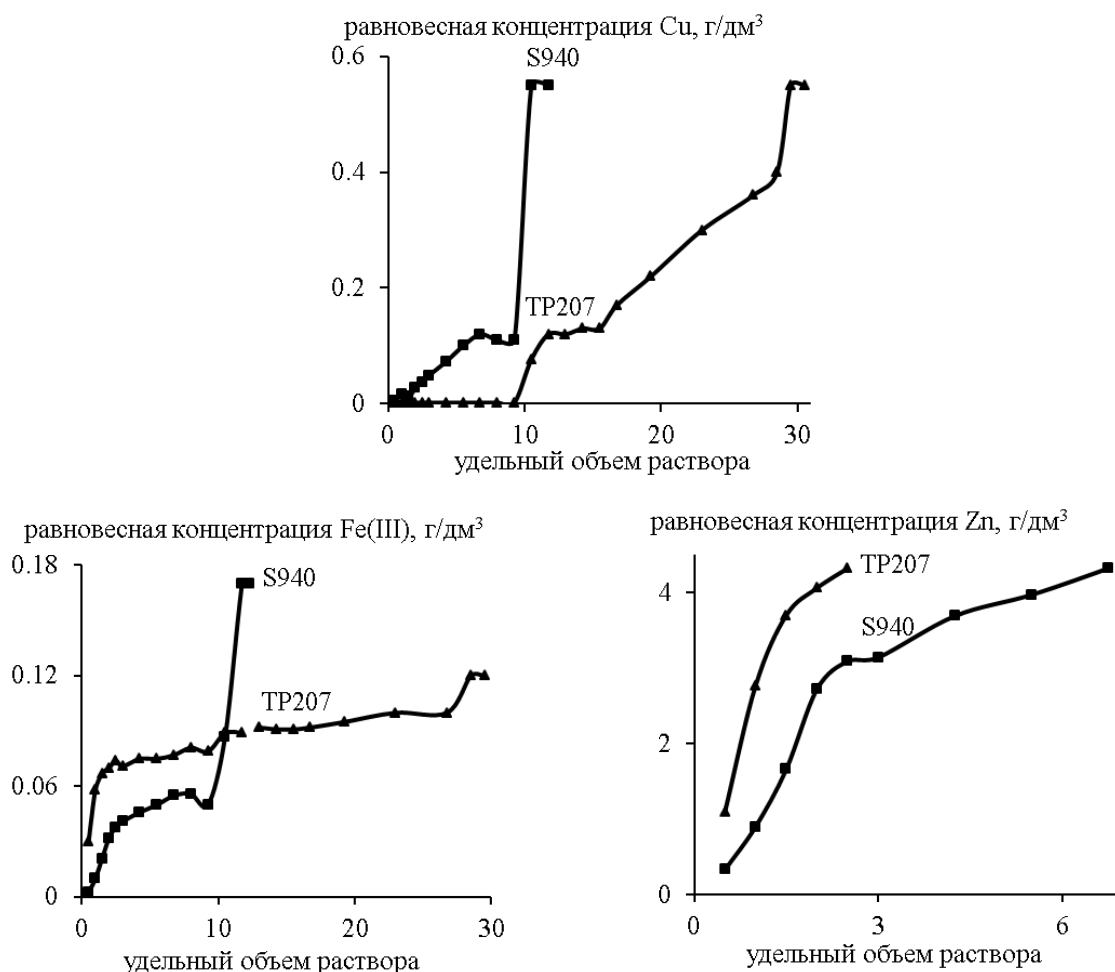 равновесная концентрация Cu, г/дм³
S940
0.6
0.4
0.2
TP207
0
0 10 20 30
удельный объем раствора
равновесная концентрация Fe(III), г/дм³
0.18
S940
0.12
TP207
0.06
0
0 10 20 30
удельный объем раствора
равновесная концентрация Zn, г/дм³
TP207
4
S940
2
0
0 3 6
удельный объем раствора